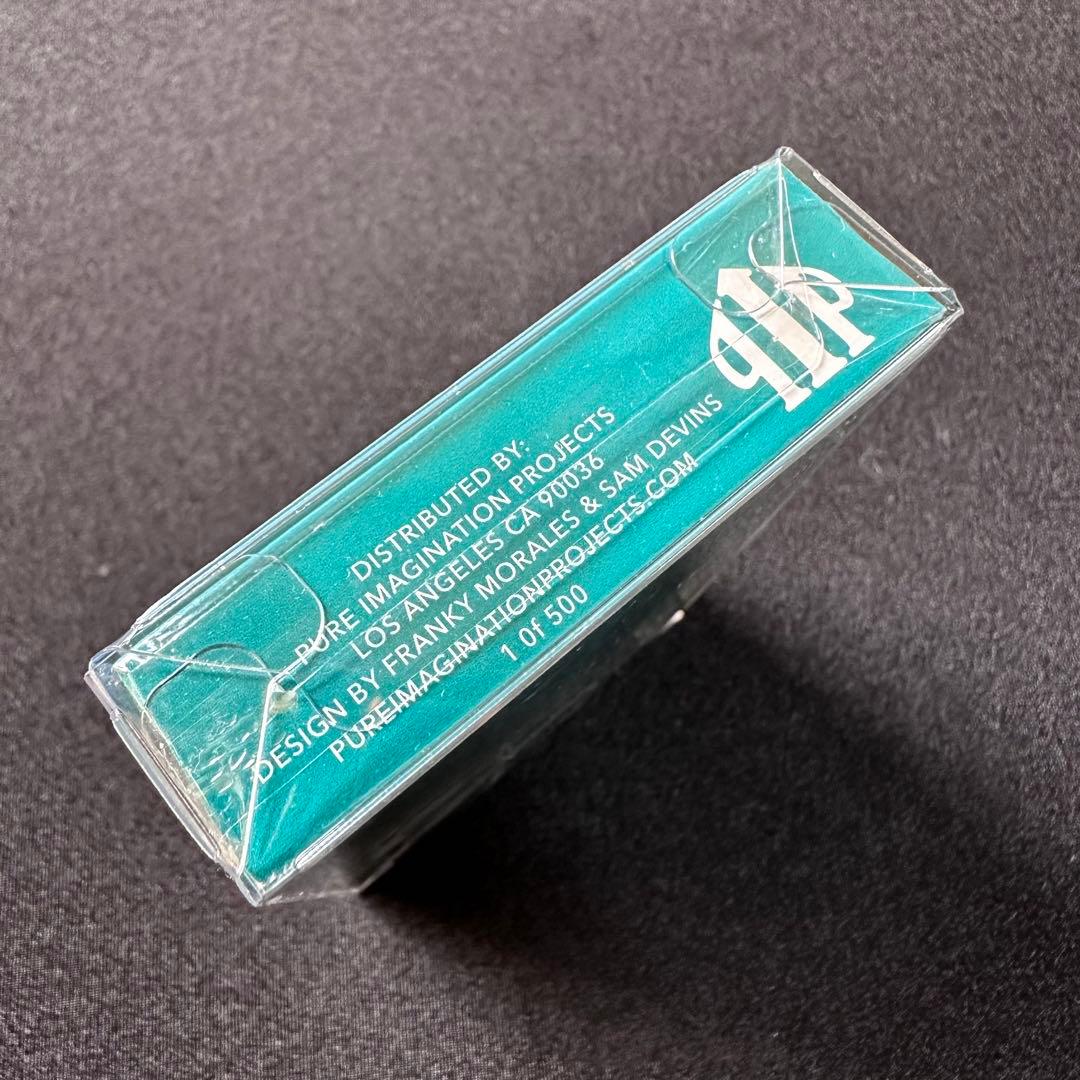 DISTRIBUTED BY:
PURE IMAGINATION PROJECTS
LOS ANGELES CA 90036
DESIGN BY FRANKY MORALES & SAM DEVINS
PUREIMAGINATIONPROJECTS.COM
1 Of 500
PIP